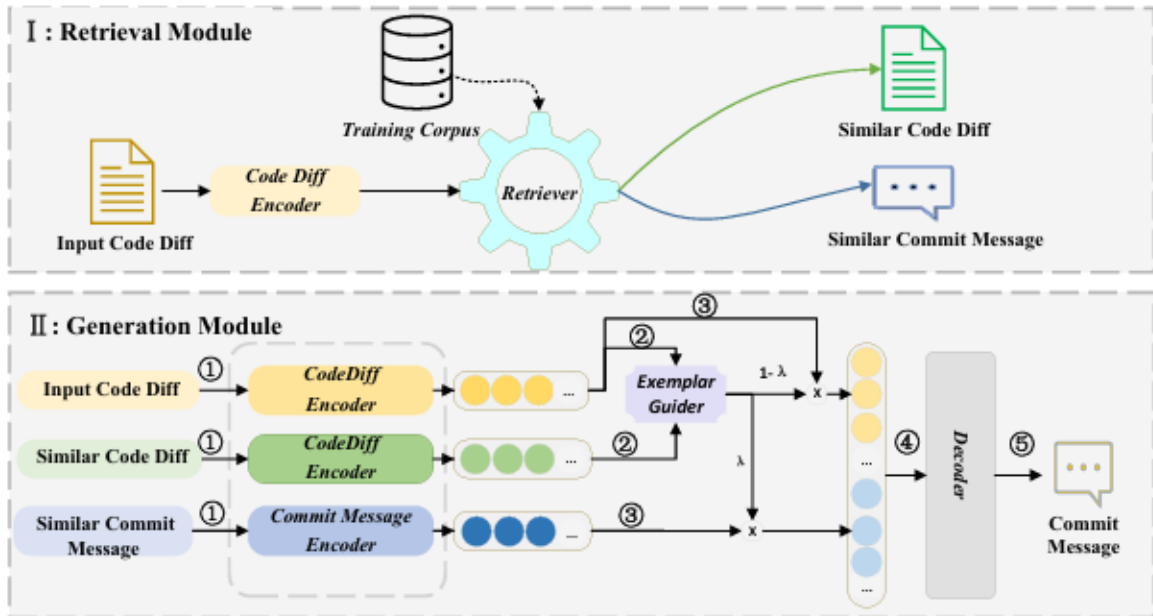 Ⅰ: Retrieval Module
Training Corpus
Similar Code Diff
Code Diff
Encoder
Retriever
Input Code Diff
Similar Commit Message
Ⅱ: Generation Module
③
②
①
Input Code Diff
CodeDiff
Encoder
...
Exemplar
Guider
1- λ
x
①
Similar Code Diff
CodeDiff
Encoder
...
②
λ
...
④
Decoder
⑤
...
①
Similar Commit
Message
Commit Message
Encoder
...
③
x
Commit
Message
...